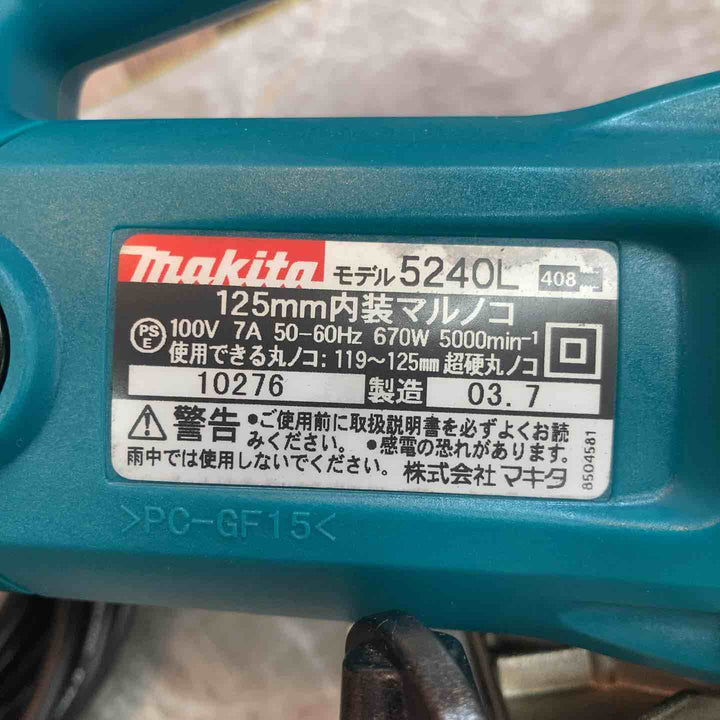 makita モデル 5240L 408
125mm内装マルノコ
PS E 100V 7A 50-60Hz 670W 5000min⁻¹
使用できる丸ノコ: 119〜125mm 超硬丸ノコ
10276 製造 03.7
警告 •ご使用前に取扱説明書を必ずよくお読
みください。 •感電の恐れがあります。
雨中では使用しないでください。 株式会社 マキタ
8504581
>PC-GF15<